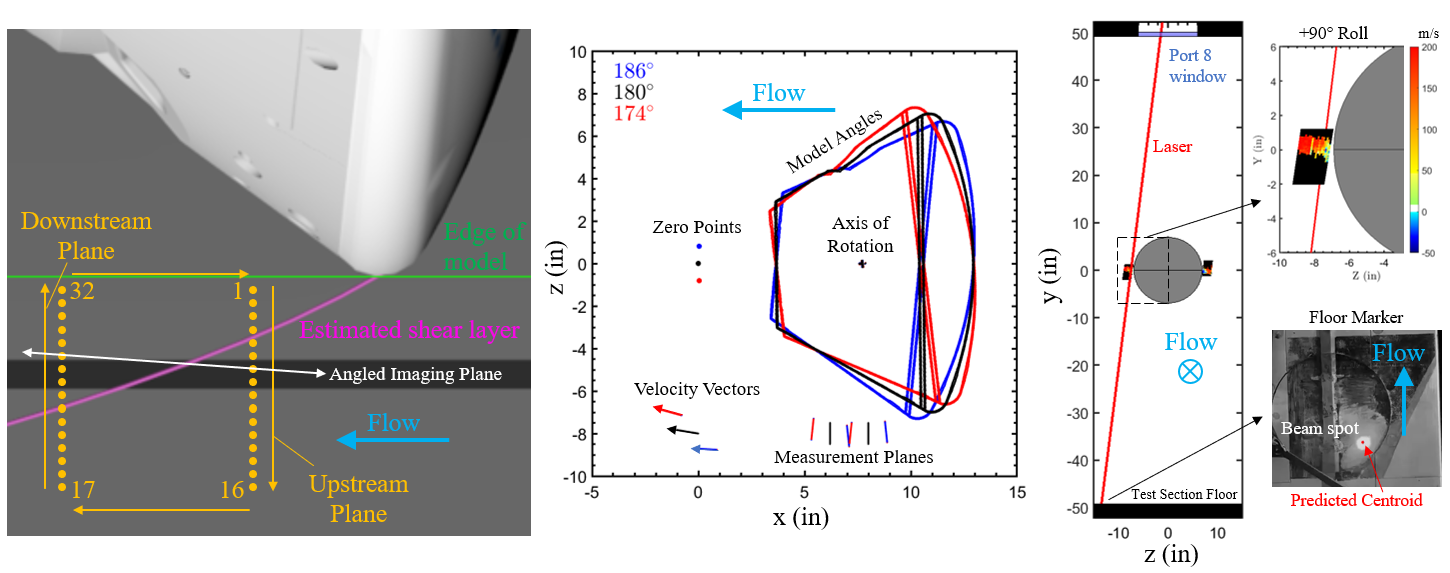 Downstream
Plane
Edge of
model
32
1
Estimated shear layer
Angled Imaging Plane
Flow
17
16
Upstream
Plane
186°
180°
174°
Flow
Model Angles
Zero Points
Axis of
Rotation
Velocity Vectors
Measurement Planes
10
8
6
4
2
0
-2
-4
-6
-8
-10
-5
0
5
10
15
z (in)
x (in)
50
40
30
20
10
0
-10
-20
-30
-40
-50
y (in)
-10
0
10
z (in)
Port 8
window
Laser
Flow
Test Section Floor
+90° Roll
m/s
6
4
2
0
-2
-4
-6
Y (in)
-10
-8
-6
-4
Z (in)
200
150
100
50
0
-50
Floor Marker
Flow
Beam spot
Predicted Centroid